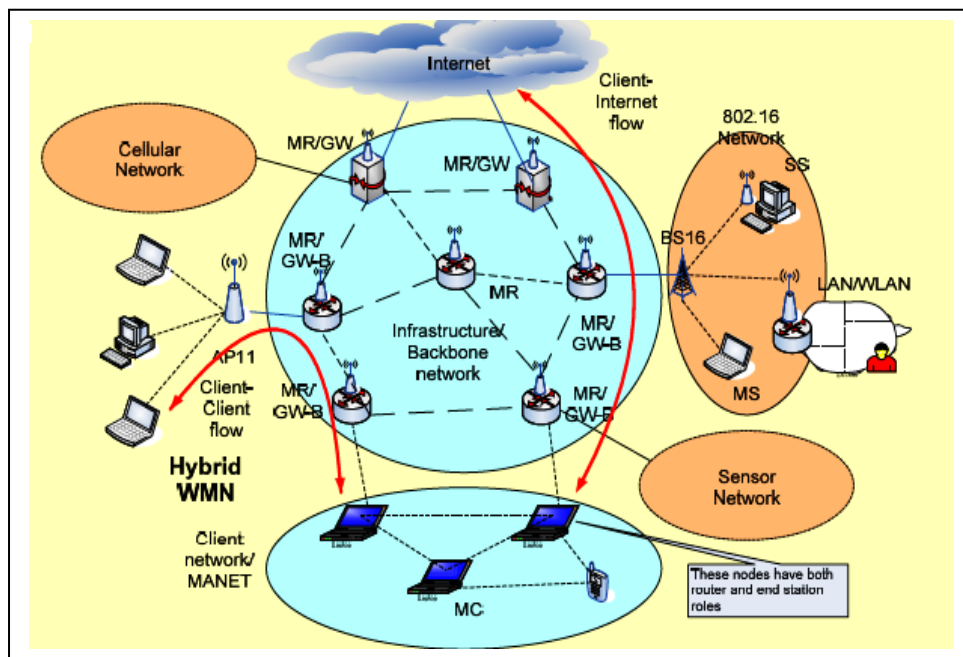 Internet
Client-
Internet
flow
802.16
Network
SS
MR/GW
MR/GW
Cellular
Network
MR/
GW-B
BS16
MR
LAN/WLAN
Infrastructure/
Backbone
network
MR/
GW-B
AP11
MR/
GW-B
MR/
GW-B
MS
Client-
Client
flow
Hybrid
WMN
Sensor
Network
Client
network/
MANET
MC
These nodes have both
router and end station
roles